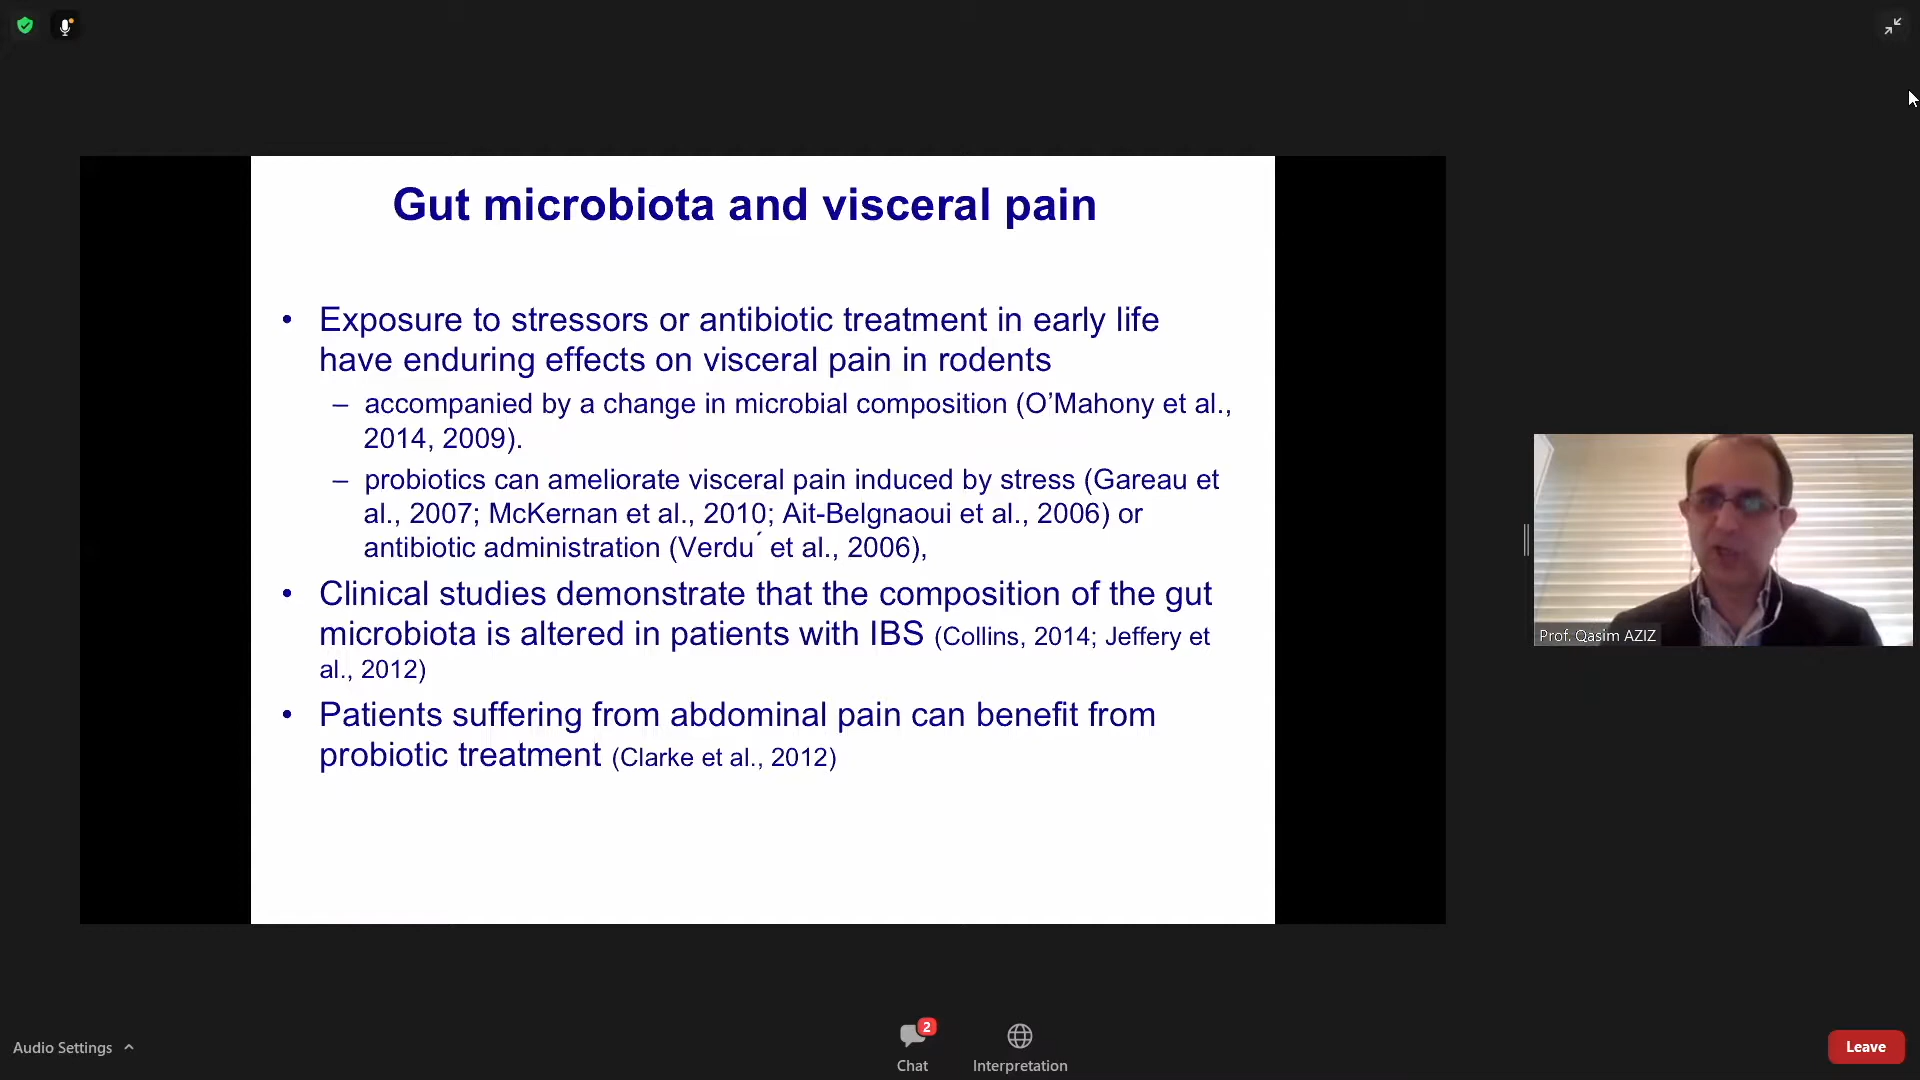 Gut microbiota and visceral pain
• Exposure to stressors or antibiotic treatment in early life
have enduring effects on visceral pain in rodents
– accompanied by a change in microbial composition (O’Mahony et al.,
2014, 2009).
– probiotics can ameliorate visceral pain induced by stress (Gareau et
al., 2007; McKernan et al., 2010; Ait-Belgnaoui et al., 2006) or
antibiotic administration (Verdu´ et al., 2006),
• Clinical studies demonstrate that the composition of the gut
microbiota is altered in patients with IBS (Collins, 2014; Jeffery et
al., 2012)
• Patients suffering from abdominal pain can benefit from
probiotic treatment (Clarke et al., 2012)
Prof. Qasim AZIZ
Audio Settings
2
Chat
Interpretation
Leave